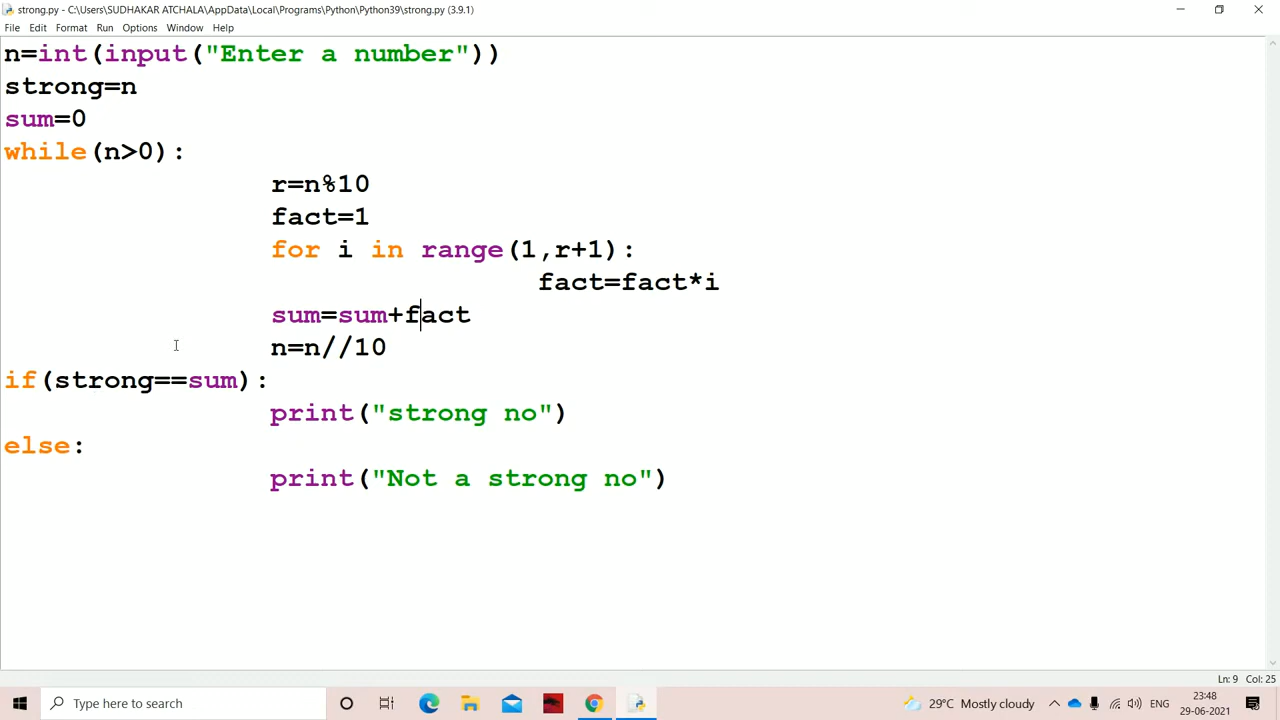 strong.py - C:\Users\SUDHAKAR ATCHALA\AppData\Local\Programs\Python\Python39\strong.py (3.9.1)
File Edit Format Run Options Window Help
n=int(input("Enter a number"))
strong=n
sum=0
while(n>0):
r=n%10
fact=1
for i in range(1,r+1):
fact=fact*i
sum=sum+fact
n=n//10
if(strong==sum):
print("strong no")
else:
print("Not a strong no")
Ln: 9 Col: 25
Type here to search
29°C Mostly cloudy
ENG
23:48
29-06-2021